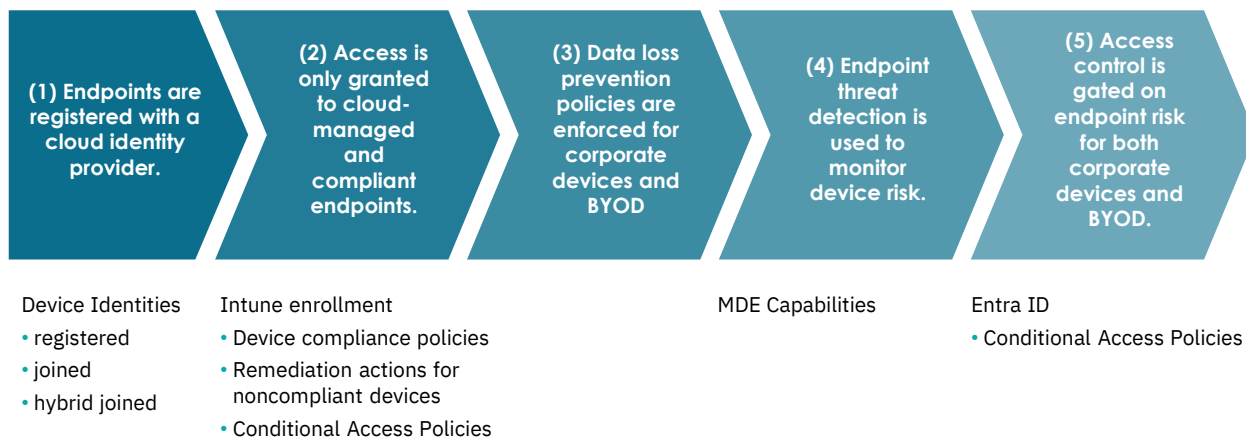 (1) Endpoints are
registered with a
cloud identity
provider.
(2) Access is
only granted
to cloud-
managed
and
compliant
endpoints.
(3) Data loss
prevention
policies are
enforced for
corporate
devices and
BYOD
(4) Endpoint
threat
detection is
used to
monitor
device risk.
(5) Access
control is
gated on
endpoint risk
for both
corporate
devices and
BYOD.
Device Identities
• registered
• joined
• hybrid joined
Intune enrollment
• Device compliance policies
• Remediation actions for
noncompliant devices
• Conditional Access Policies
MDE Capabilities
Entra ID
• Conditional Access Policies